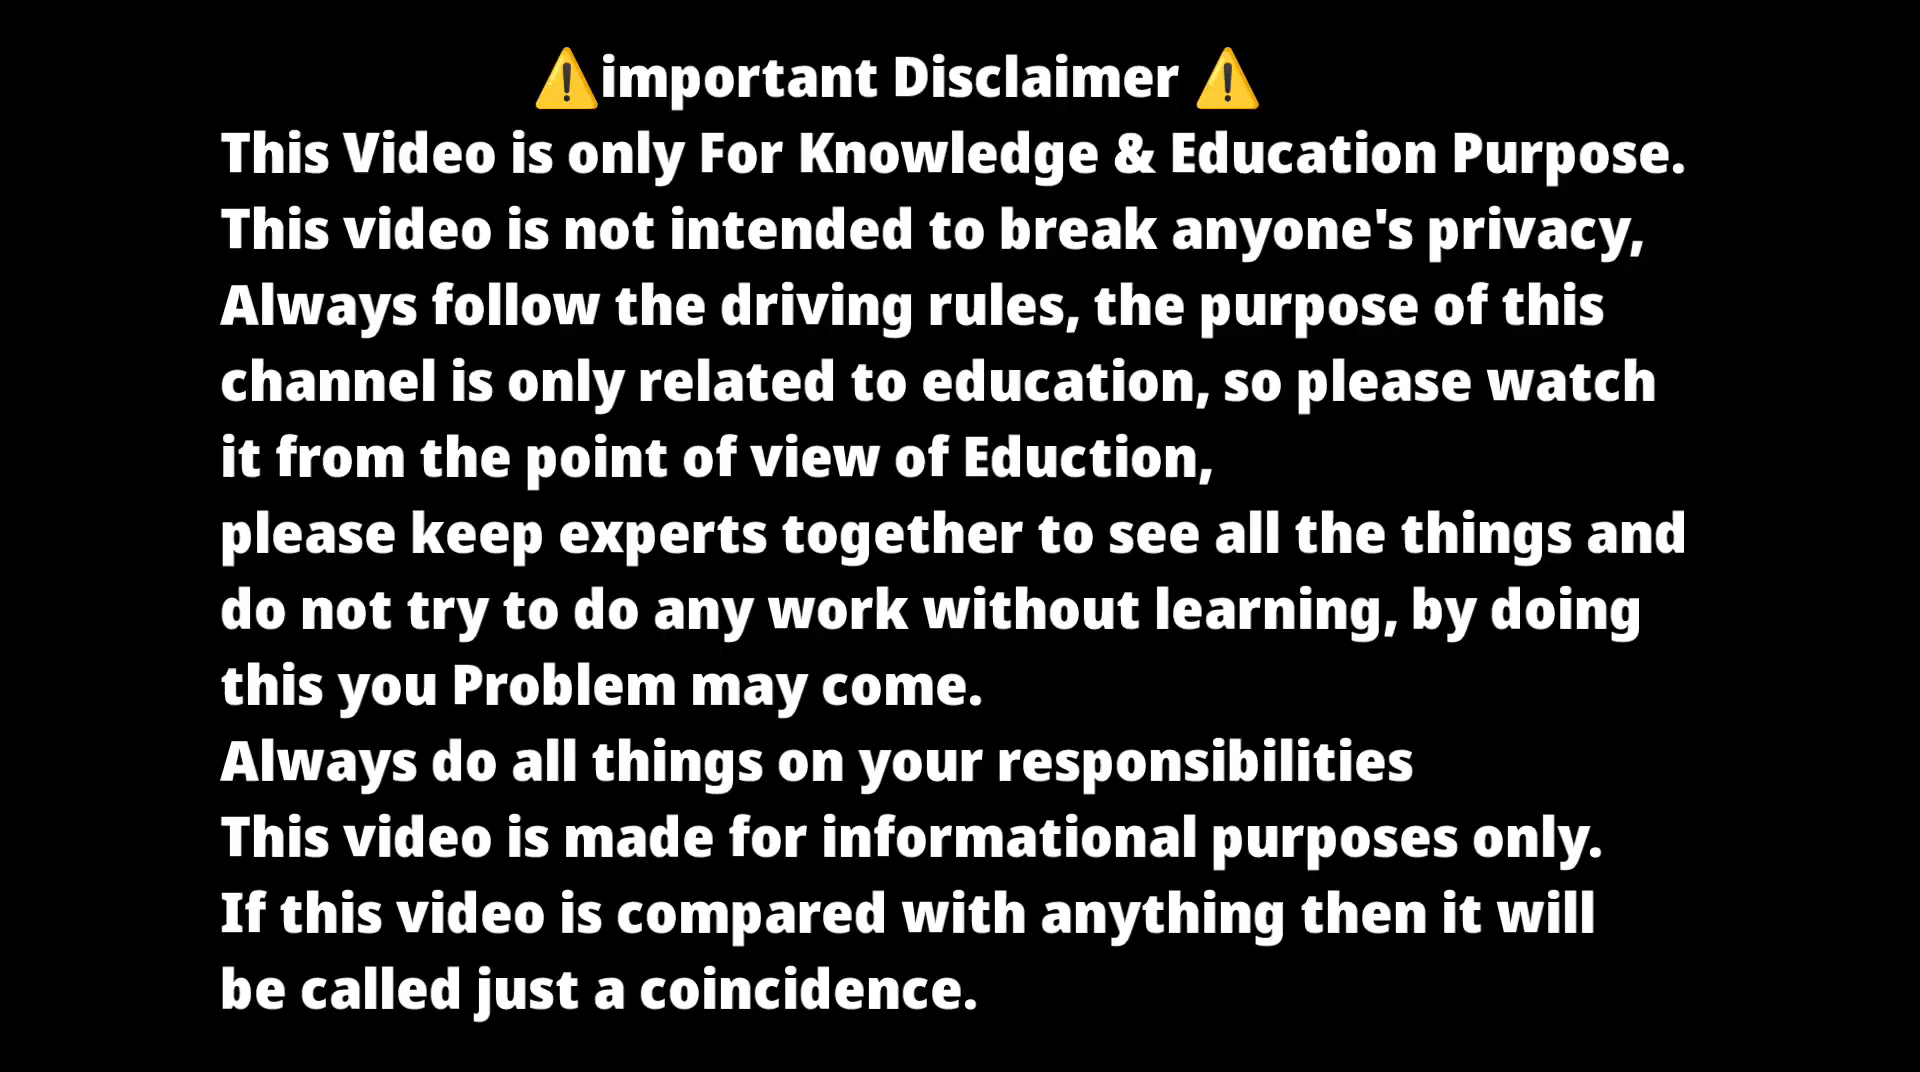 ⚠️important Disclaimer ⚠️
This Video is only For Knowledge & Education Purpose.
This video is not intended to break anyone's privacy,
Always follow the driving rules, the purpose of this
channel is only related to education, so please watch
it from the point of view of Eduction,
please keep experts together to see all the things and
do not try to do any work without learning, by doing
this you Problem may come.
Always do all things on your responsibilities
This video is made for informational purposes only.
If this video is compared with anything then it will
be called just a coincidence.